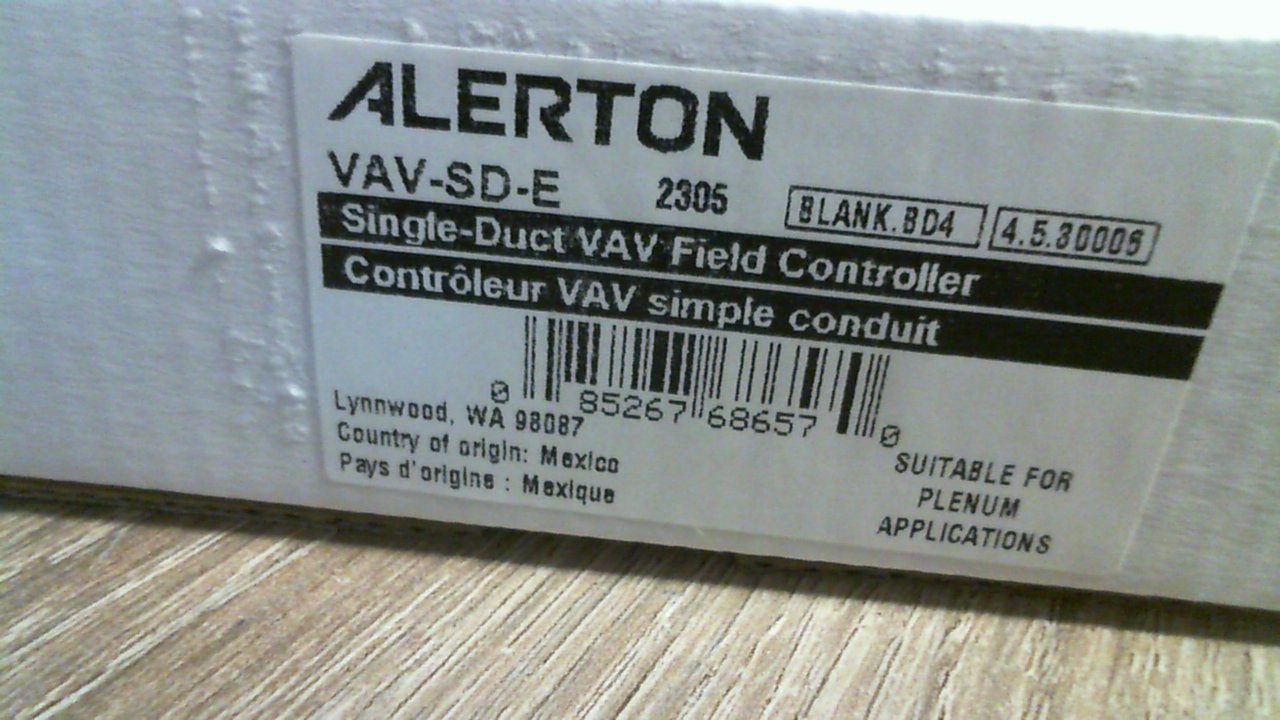 ALERTON
VAV-SD-E 2305 BLANK.BD4 4.5.30006
Single-Duct VAV Field Controller
Contrôleur VAV simple conduit
0 85267 68657 0
Lynnwood, WA 98087
Country of origin: Mexico
Pays d'origine : Mexique
SUITABLE FOR
PLENUM
APPLICATIONS